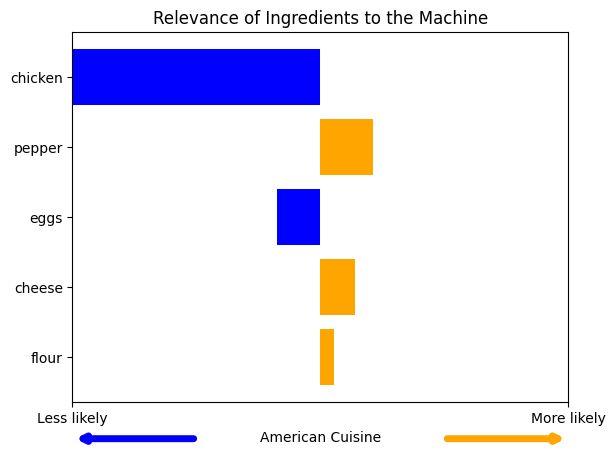 Relevance of Ingredients to the Machine
chicken
pepper
eggs
cheese
flour
Less likely
More likely
American Cuisine